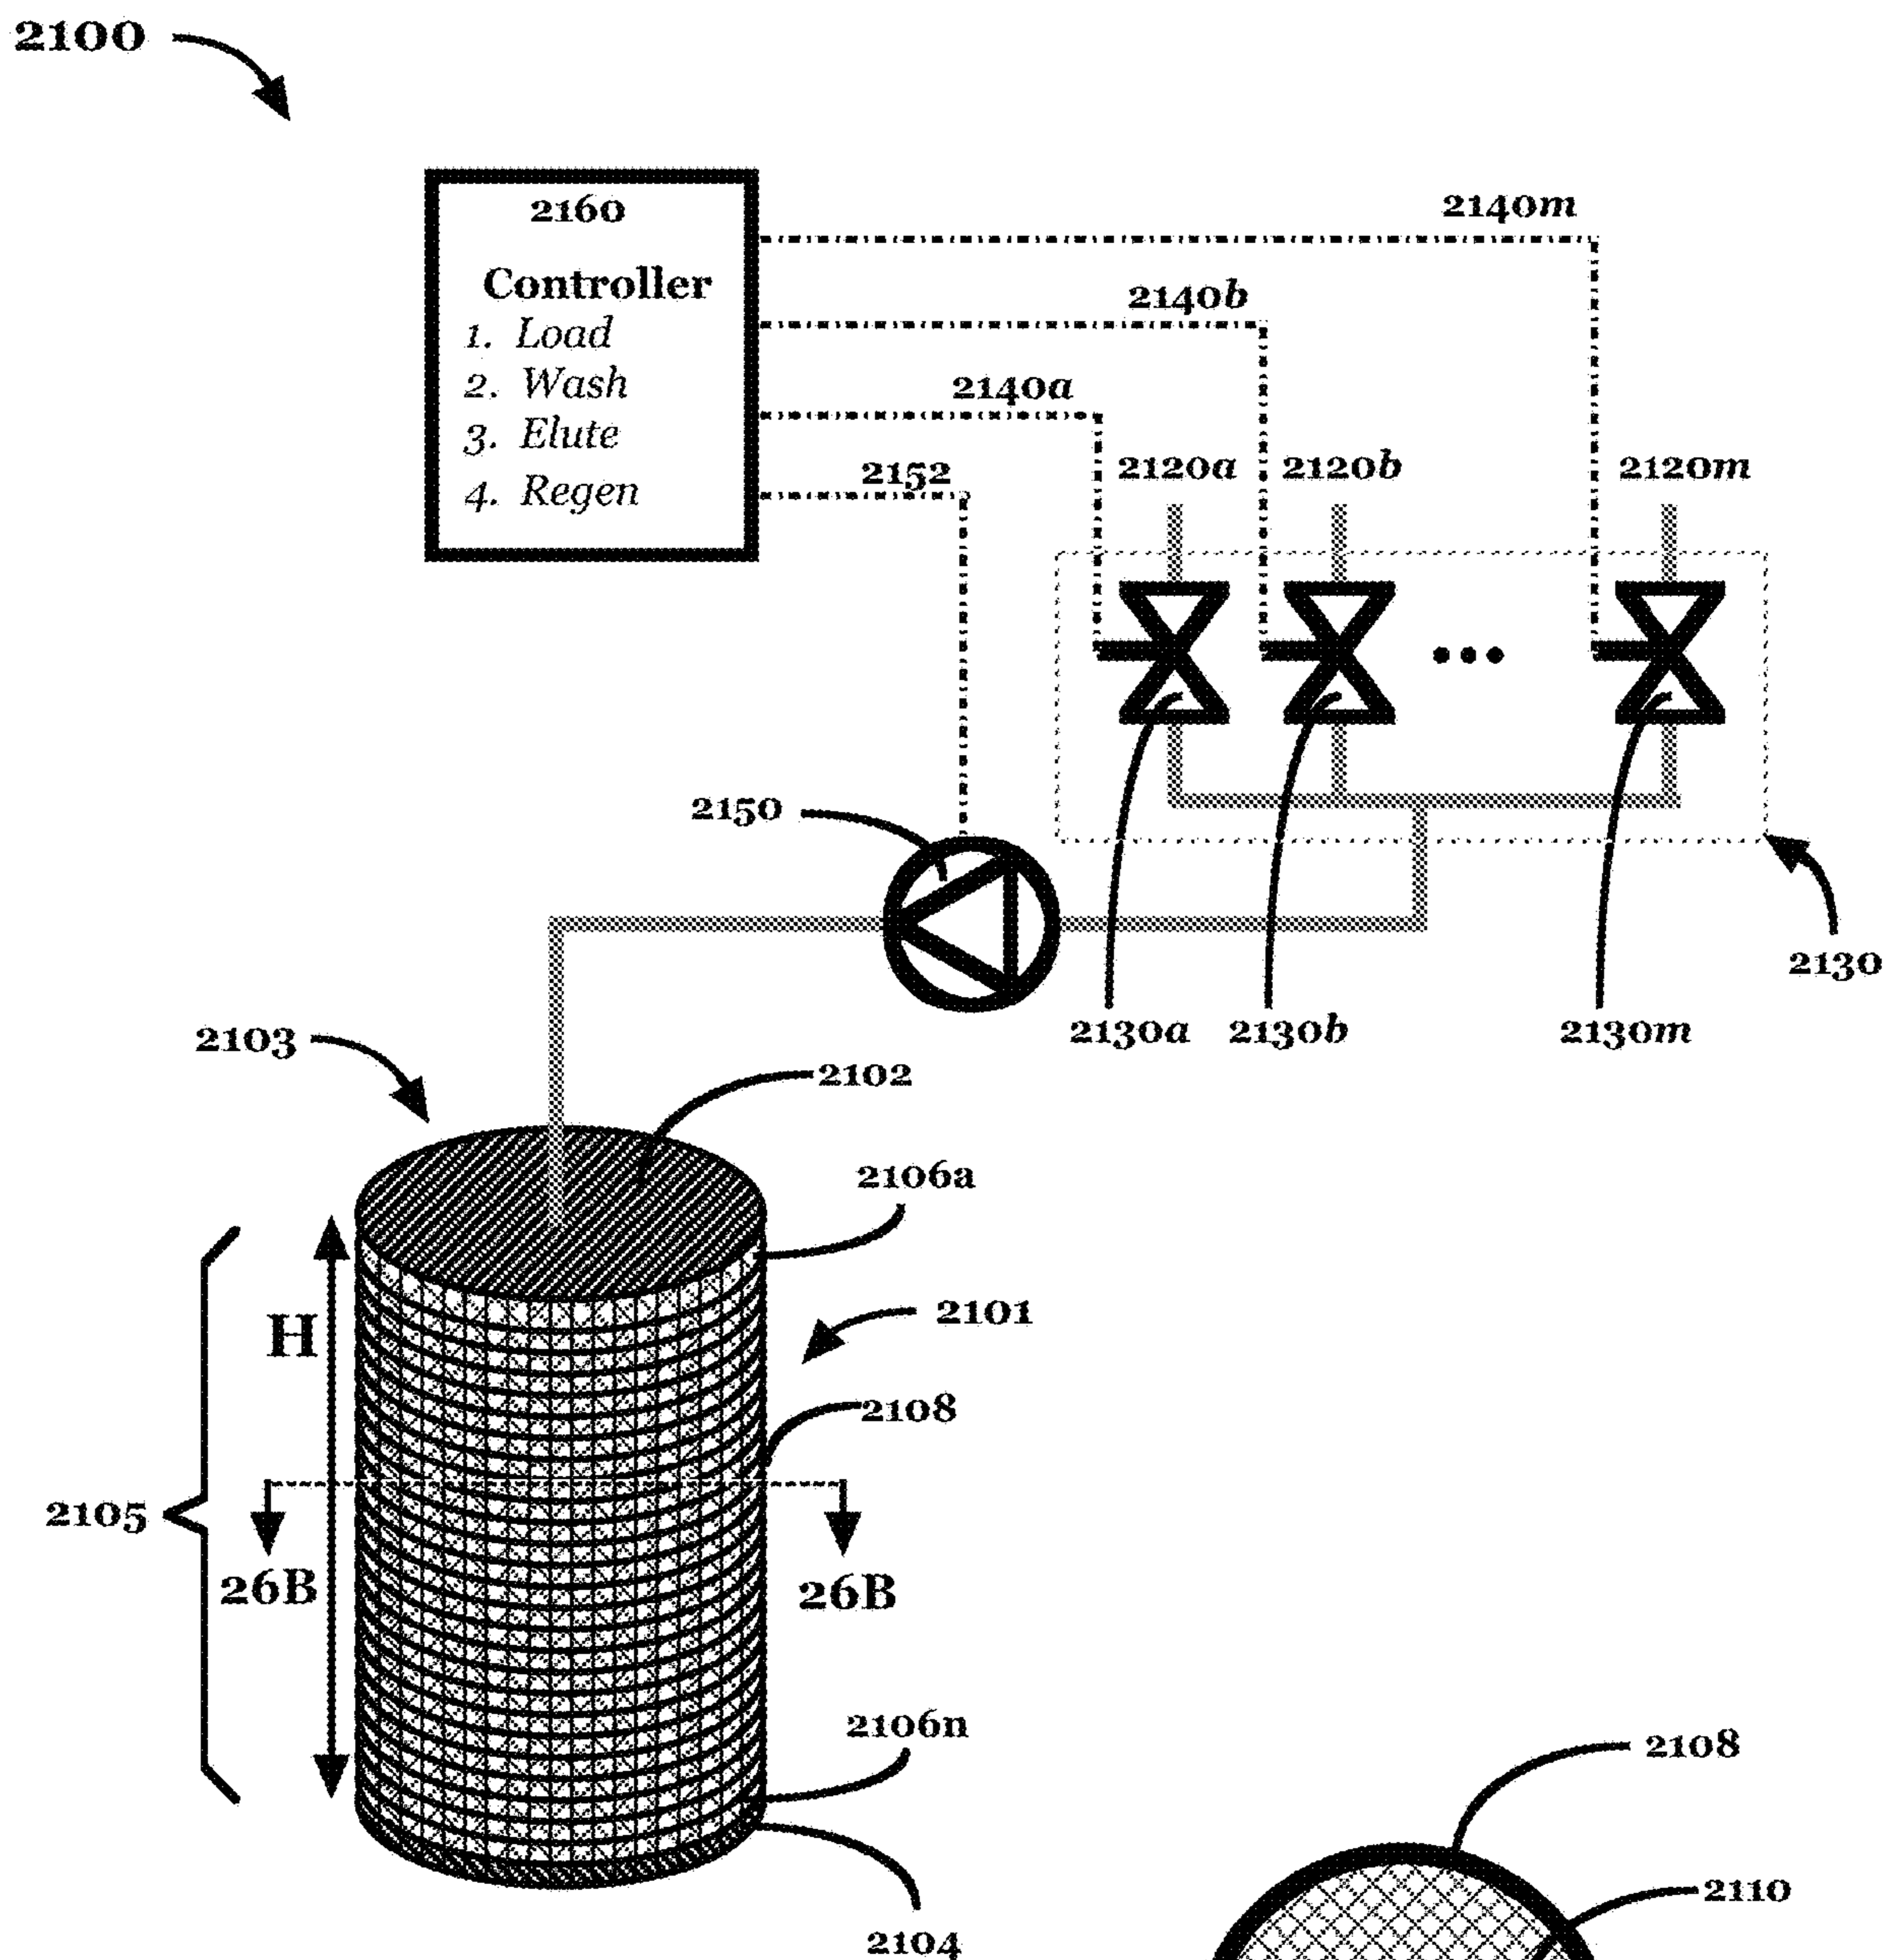 2100
2160
Controller
1. Load
2. Wash
3. Elute
4. Regen
2140m
2140b
2140a
2152
2120a 2120b 2120m
2150
2130
2130a 2130b 2130m
2103
2102
2106a
H
2101
2108
2105
26B 26B
2106n
2104
2108
2110